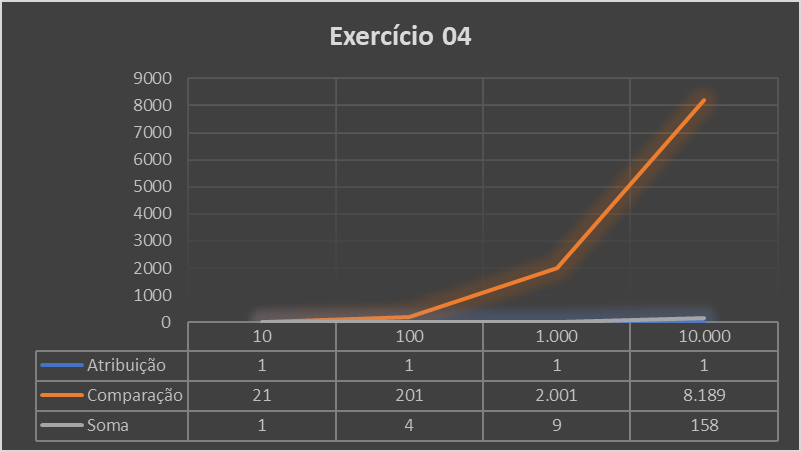 Exercício 04
9000
8000
7000
6000
5000
4000
3000
2000
1000
0
10 100 1.000 10.000
Atribuição 1 1 1 1
Comparação 21 201 2.001 8.189
Soma 1 4 9 158